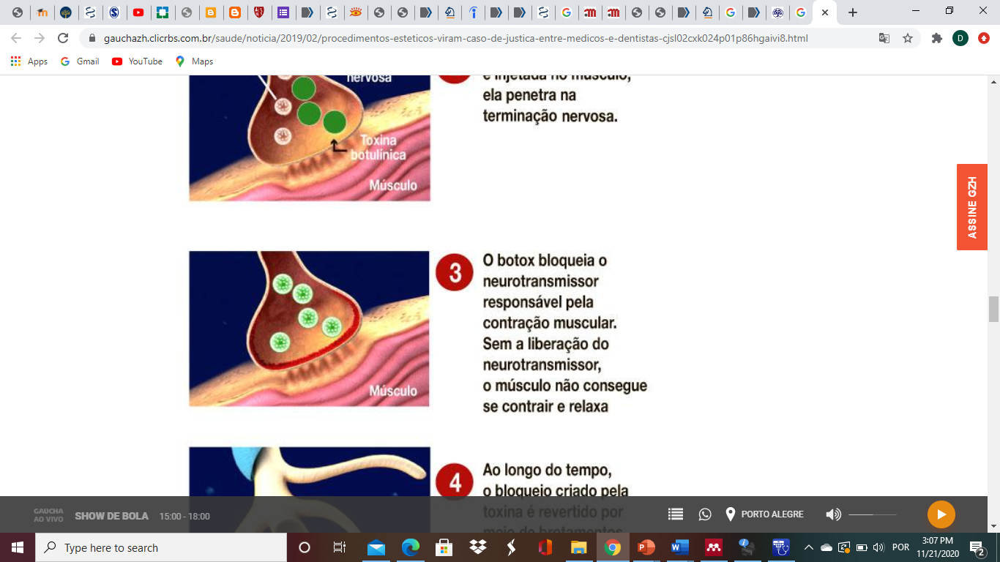 gauchazh.clicrbs.com.br/saude/noticia/2019/02/procedimentos-esteticos-viram-caso-de-justica-entre-medicos-e-dentistas-cjsl02cxk024p01p86hgaivi8.html
D
Apps
Gmail
YouTube
Maps
nervosa
Toxina
botulínica
Músculo
é injetada no músculo,
ela penetra na
terminação nervosa.
ASSINE GZH
Músculo
3
O botox bloqueia o
neurotransmissor
responsável pela
contração muscular.
Sem a liberação do
neurotransmissor,
o músculo não consegue
se contrair e relaxa
4
Ao longo do tempo,
o bloqueio criado pela
toxina é revertido por
meio de brotamentos
GAÚCHA
AO VIVO
SHOW DE BOLA
15:00 - 18:00
PORTO ALEGRE
Type here to search
POR
3:07 PM
11/21/2020
2